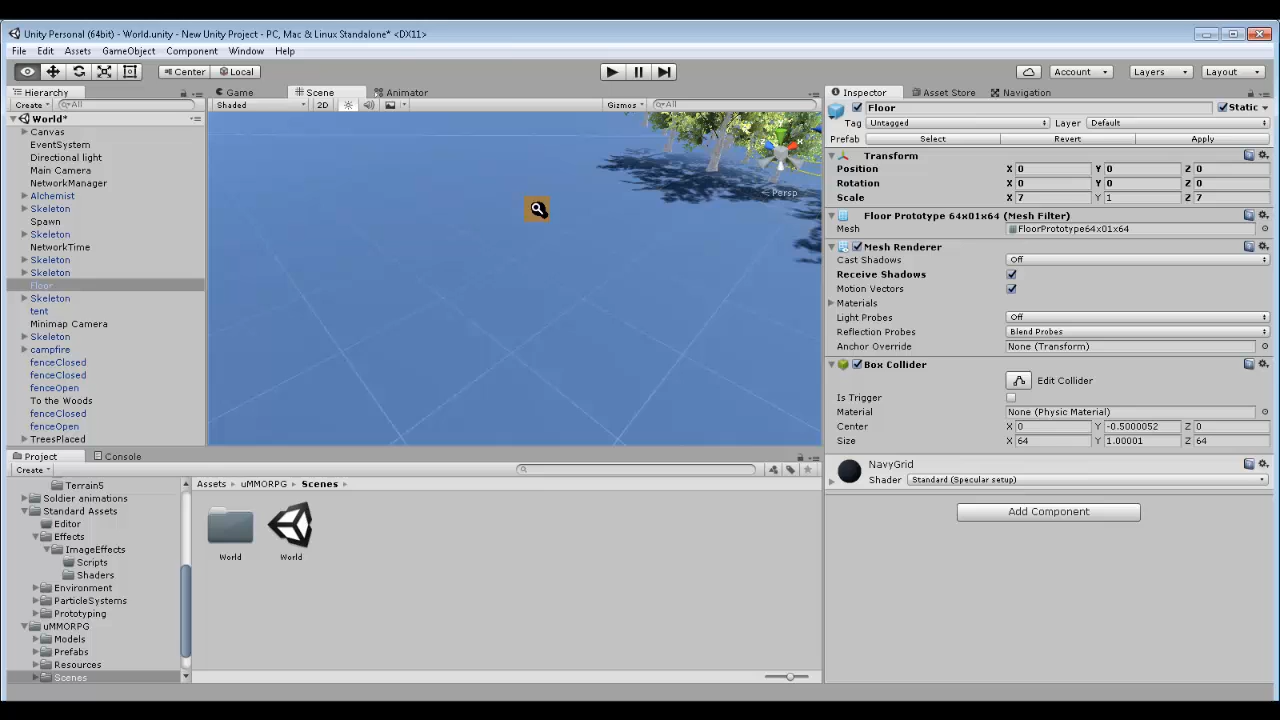 Unity Personal (64bit) - World.unity - New Unity Project - PC, Mac & Linux Standalone* <DX11>
File Edit Assets GameObject Component Window Help
Center Local Account Layers Layout
Hierarchy Game Scene Animator Inspector Asset Store Navigation
Create All Shaded 2D Gizmos All Floor Static
World* Tag Untagged Layer Default
Canvas Prefab Select Revert Apply
EventSystem
Directional light Transform
Main Camera Position X 0 Y 0 Z 0
NetworkManager Rotation X 0 Y 0 Z 0
Alchemist Persp Scale X 7 Y 1 Z 7
Skeleton Floor Prototype 64x01x64 (Mesh Filter)
Spawn Mesh FloorPrototype64x01x64
Skeleton Mesh Renderer
NetworkTime Cast Shadows Off
Skeleton Receive Shadows
Skeleton Motion Vectors
Floor Materials
Skeleton Light Probes Off
tent Reflection Probes Blend Probes
Minimap Camera Anchor Override None (Transform)
Skeleton Box Collider
campfire Edit Collider
fenceClosed Is Trigger
fenceClosed Material None (Physic Material)
fenceOpen Center X 0 Y -0.5000052 Z 0
To the Woods Size X 64 Y 1.00001 Z 64
fenceClosed
fenceOpen
TreesPlaced
Project Console NavyGrid
Create Shader Standard (Specular setup)
Terrain5 Assets uMMORPG Scenes
Soldier animations
Standard Assets Add Component
Editor
Effects
ImageEffects World World
Scripts
Shaders
Environment
ParticleSystems
Prototyping
uMMORPG
Models
Prefabs
Resources
Scenes